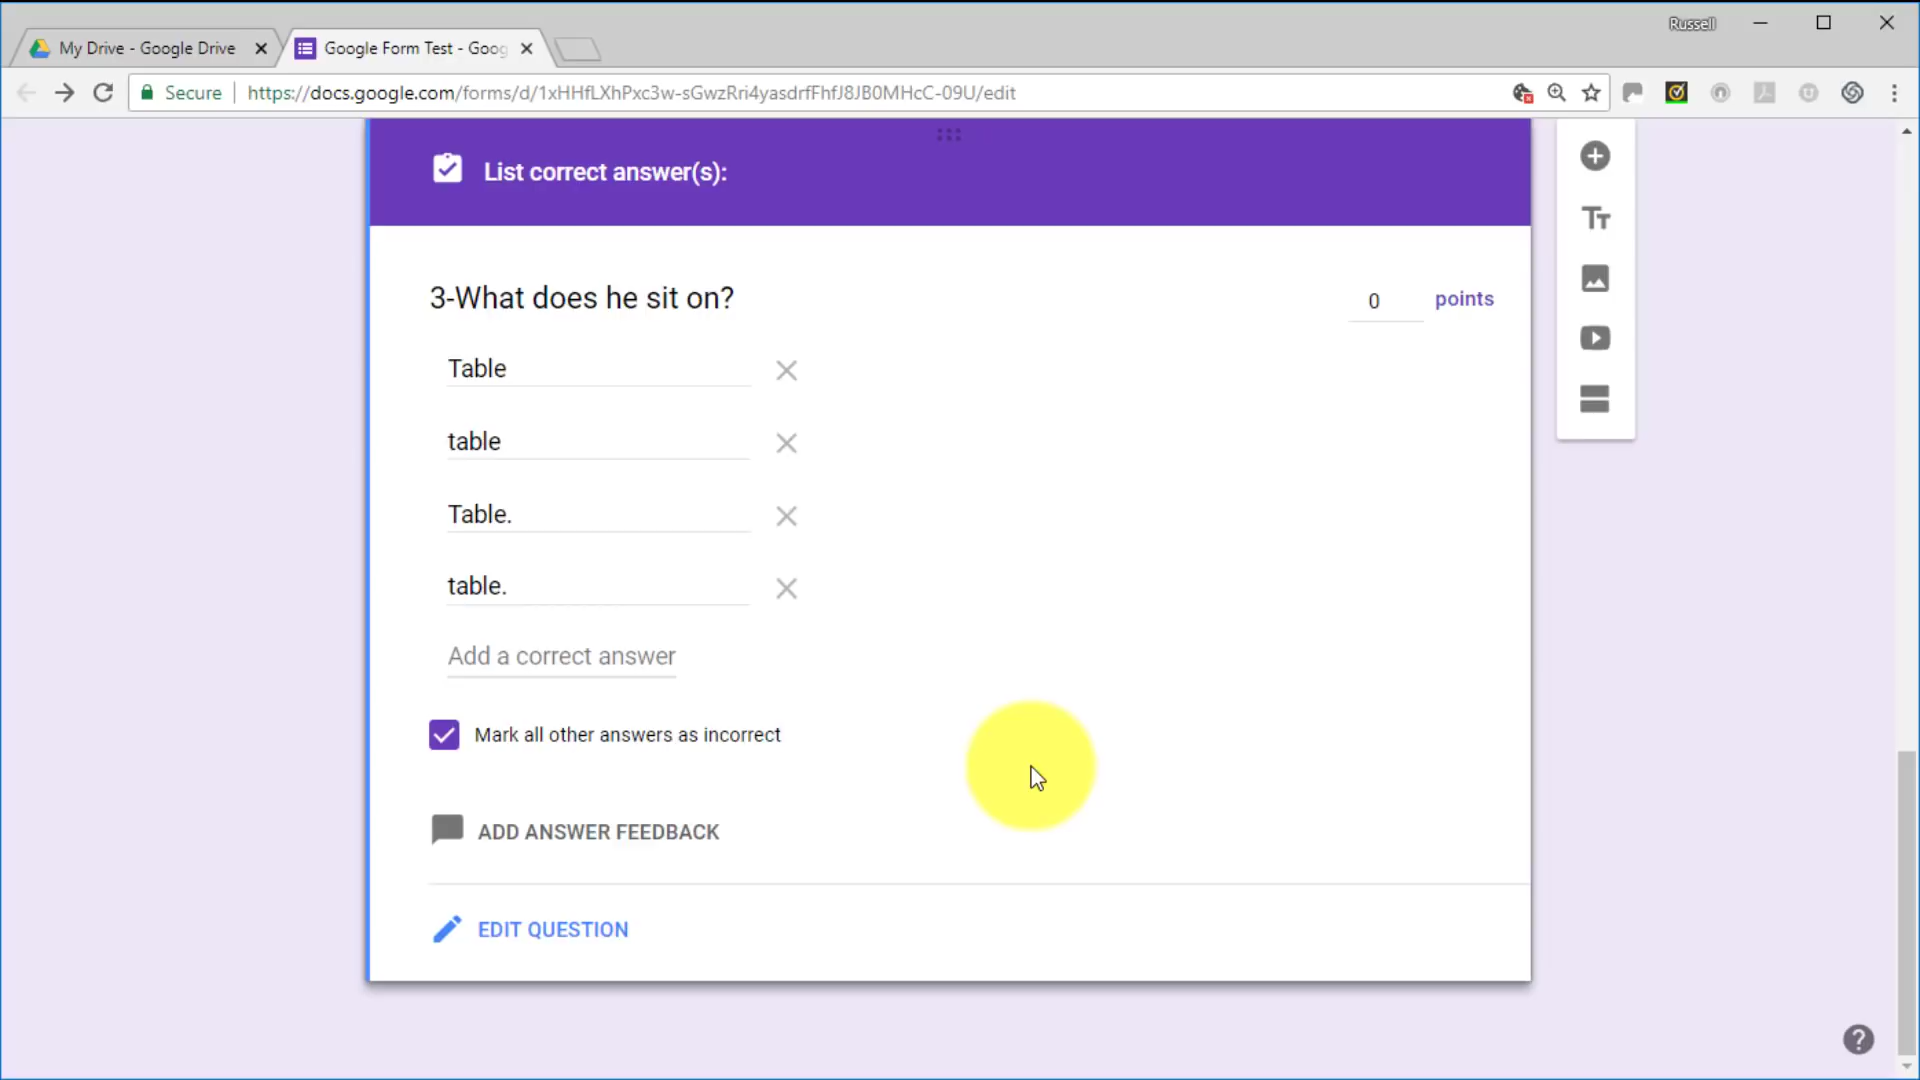 Russell
My Drive - Google Drive
Google Form Test - Goog
Secure
https://docs.google.com/forms/d/1xHHfLXhPxc3w-sGwzRri4yasdrfFhfJ8JB0MHcC-09U/edit
List correct answer(s):
3-What does he sit on?
0 points
Table
table
Table.
table.
Add a correct answer
Mark all other answers as incorrect
ADD ANSWER FEEDBACK
EDIT QUESTION